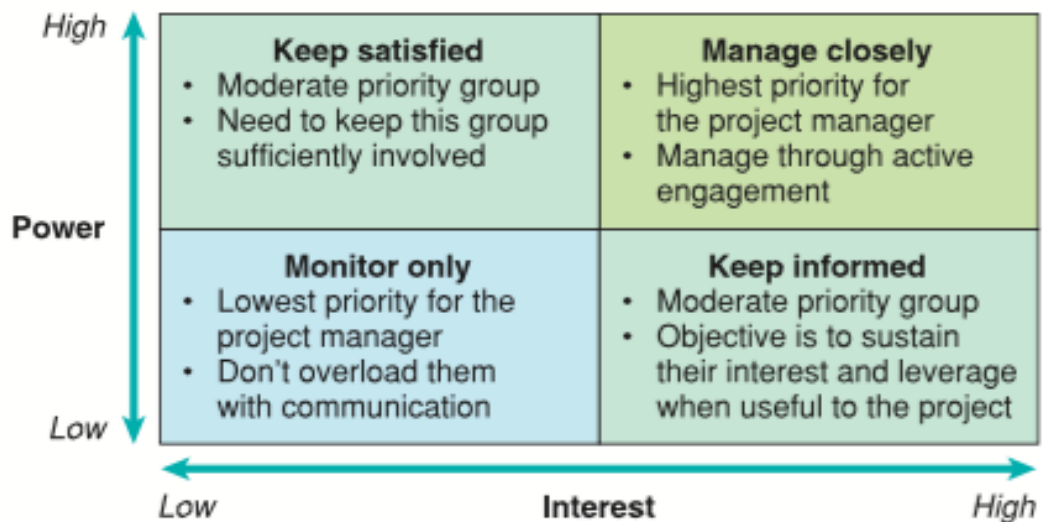 High
Keep satisfied
• Moderate priority group
• Need to keep this group
sufficiently involved
Manage closely
• Highest priority for
the project manager
• Manage through active
engagement
Power
Monitor only
• Lowest priority for the
project manager
• Don't overload them
with communication
Keep informed
• Moderate priority group
• Objective is to sustain
their interest and leverage
when useful to the project
Low
Low
Interest
High